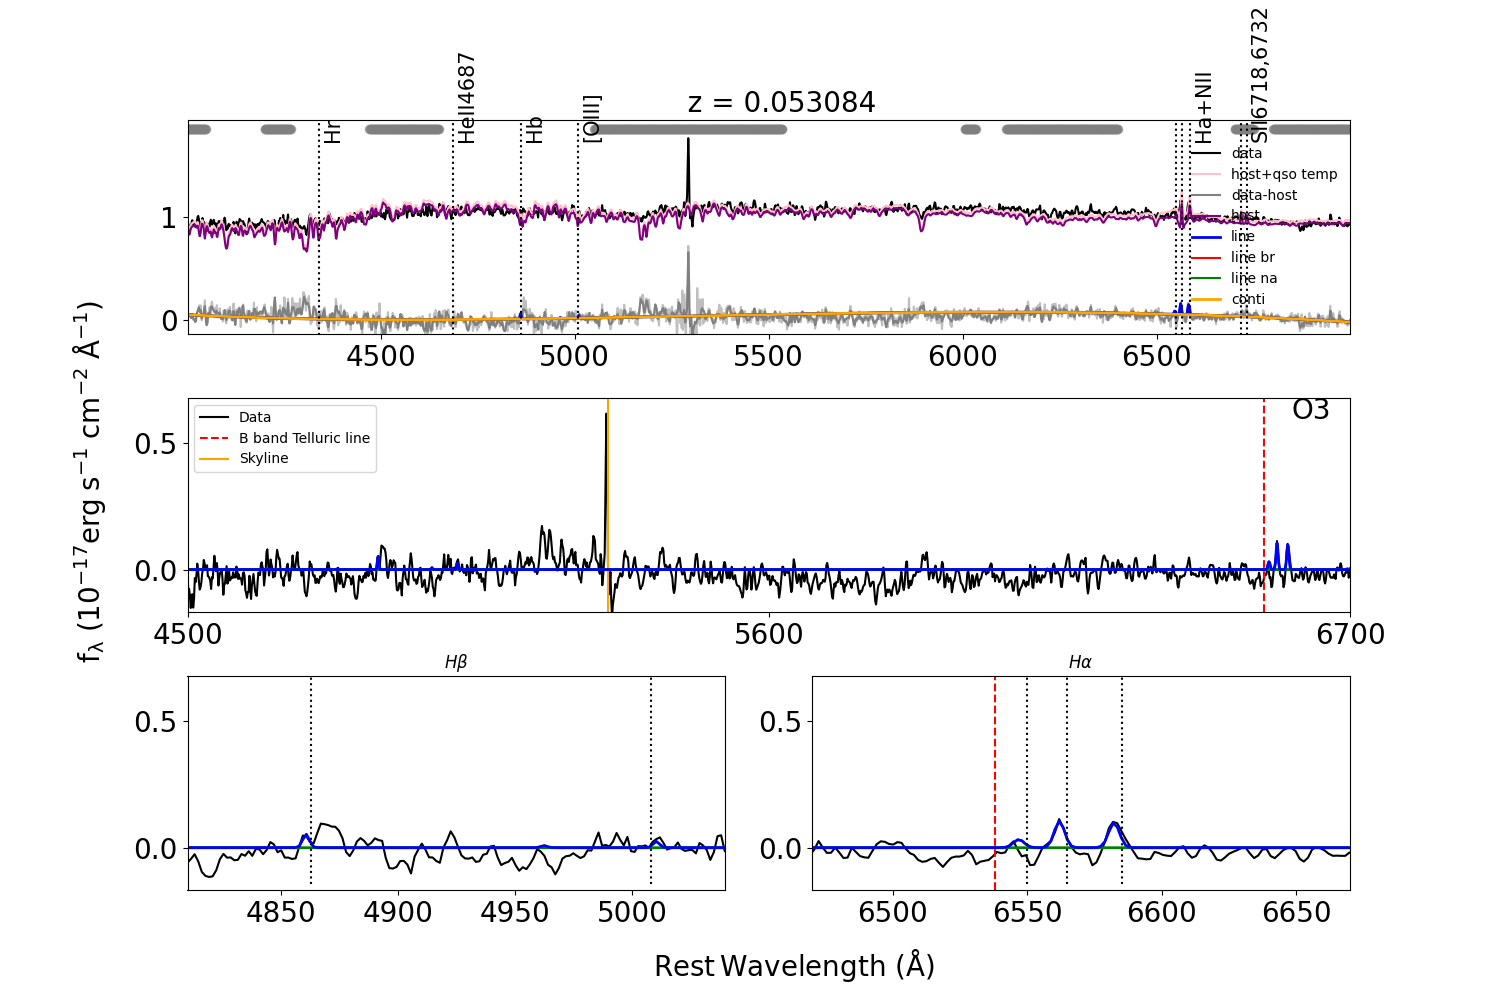 z = 0.053084
Hr
HeII4687
Hb
[OIII]
Ha+NII
SII6718,6732
data
host+qso temp
data-host
host
line
line br
line na
conti
1
0
4500
5000
5500
6000
6500
O3
Data
B band Telluric line
Skyline
0.5
0.0
4500
5600
6700
fλ (10−17erg s−1 cm−2 Å−1)
Hβ
0.5
0.0
4850
4900
4950
5000
Hα
0.5
0.0
6500
6550
6600
6650
Rest Wavelength (Å)